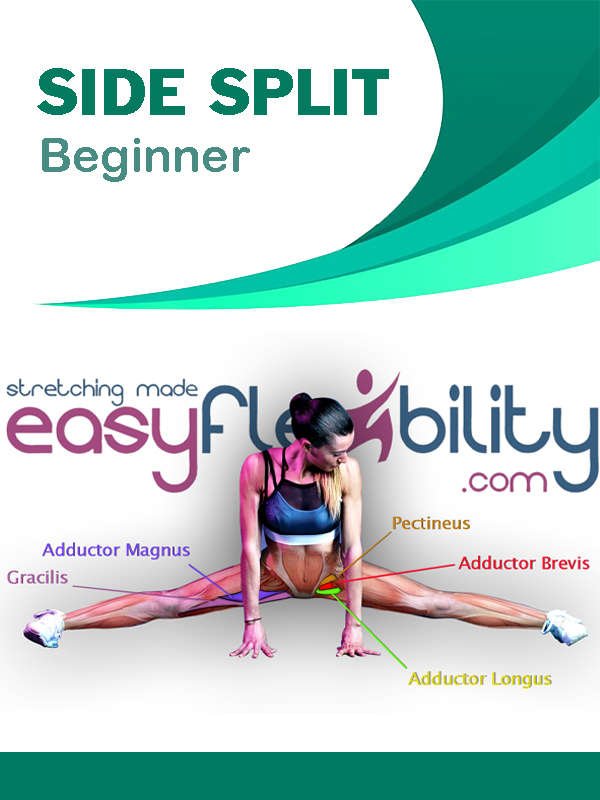 SIDE SPLIT
Beginner
stretching made
easyflexibility
.com
Pectineus
Adductor Magnus
Adductor Brevis
Gracilis
Adductor Longus